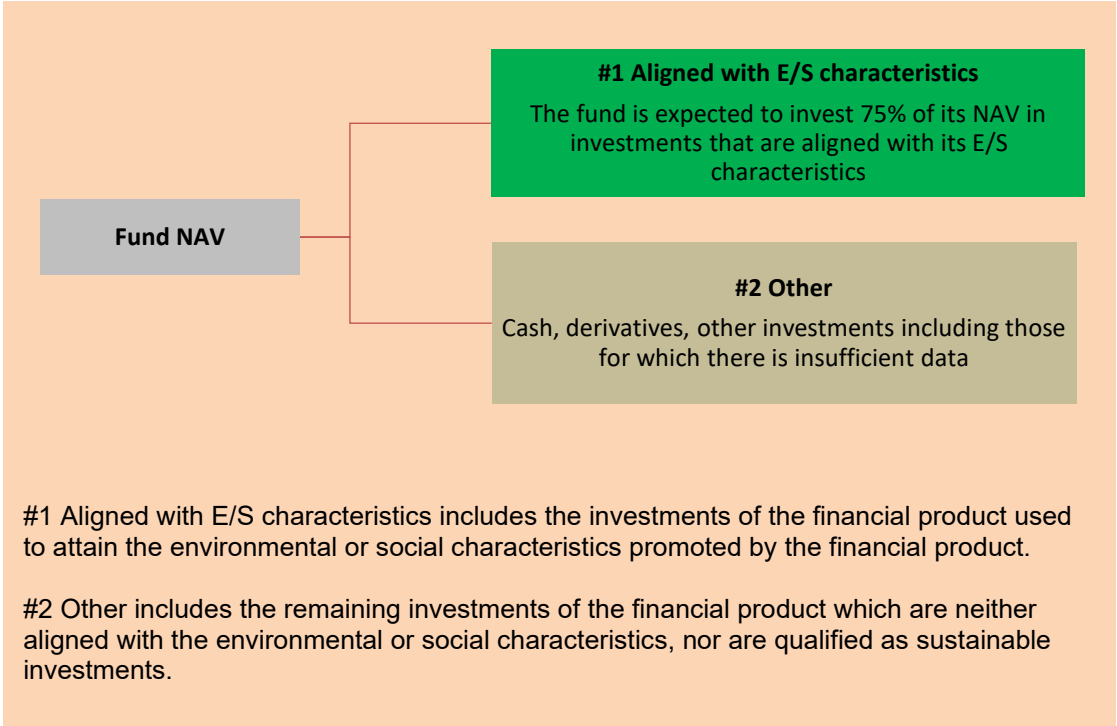 #1 Aligned with E/S characteristics
The fund is expected to invest 75% of its NAV in
investments that are aligned with its E/S
characteristics
Fund NAV
#2 Other
Cash, derivatives, other investments including those
for which there is insufficient data
#1 Aligned with E/S characteristics includes the investments of the financial product used
to attain the environmental or social characteristics promoted by the financial product.
#2 Other includes the remaining investments of the financial product which are neither
aligned with the environmental or social characteristics, nor are qualified as sustainable
investments.